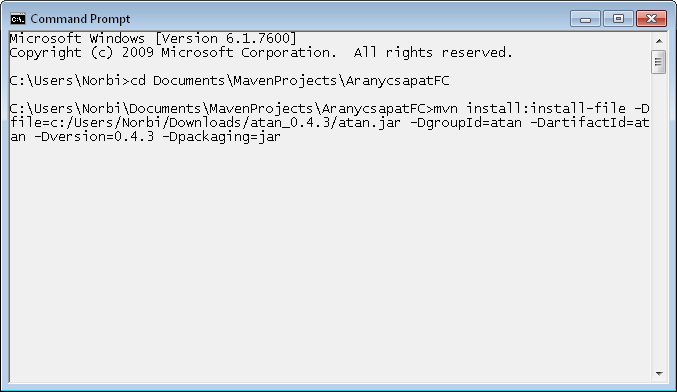 Command Prompt
Microsoft Windows [Version 6.1.7600]
Copyright (c) 2009 Microsoft Corporation.  All rights reserved.
C:\Users\Norbi>cd Documents\MavenProjects\AranycsapatFC
C:\Users\Norbi\Documents\MavenProjects\AranycsapatFC>mvn install:install-file -D
file=c:/Users/Norbi/Downloads/atan_0.4.3/atan.jar -DgroupId=atan -DartifactId=at
an -Dversion=0.4.3 -Dpackaging=jar